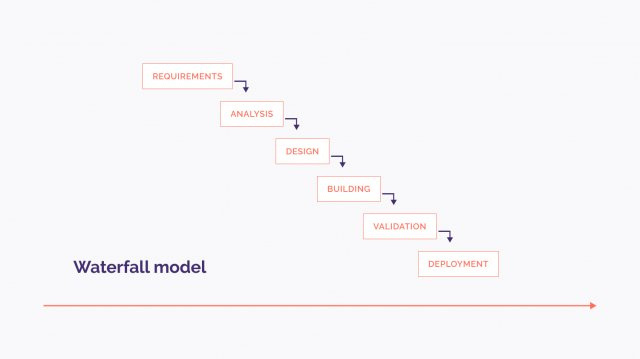 REQUIREMENTS
ANALYSIS
DESIGN
BUILDING
VALIDATION
DEPLOYMENT
Waterfall model